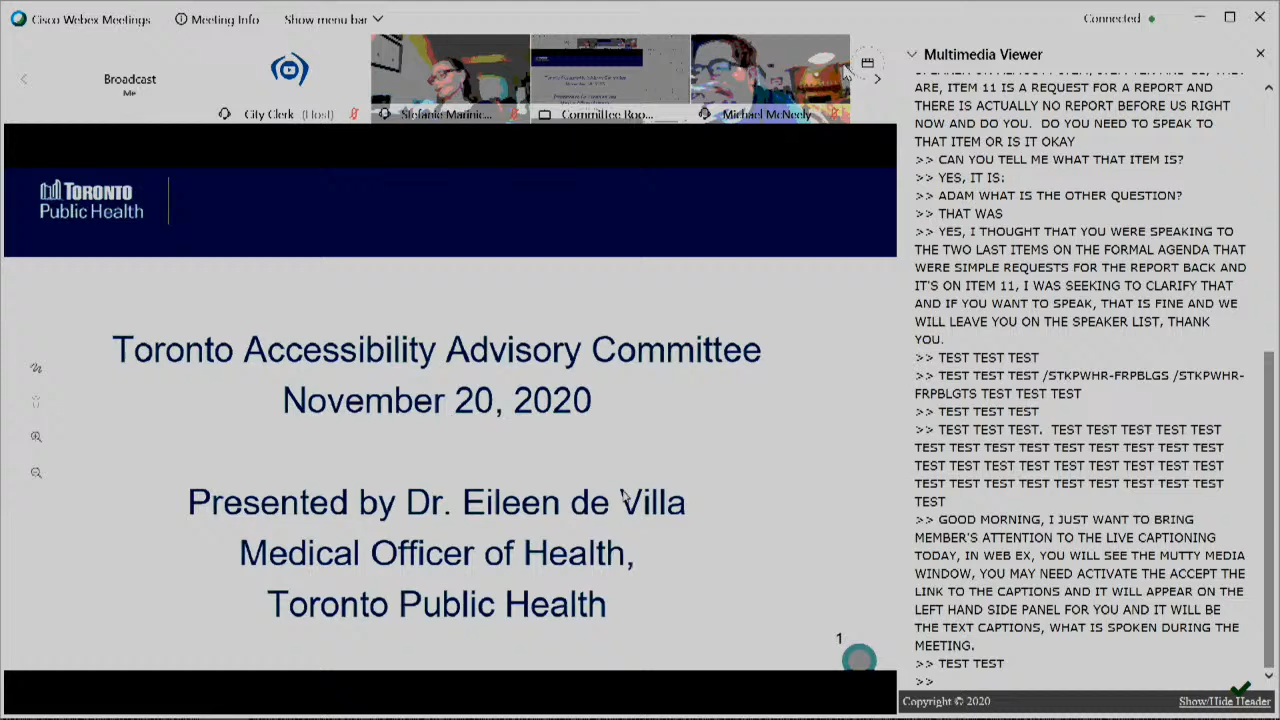 Cisco Webex Meetings
Meeting Info
Show menu bar
Connected
Broadcast
Me
City Clerk (Host)
Stefanie Marinic...
Committee Roo...
Michael McNeely
TORONTO
Public Health
Toronto Accessibility Advisory Committee
November 20, 2020
Presented by Dr. Eileen de Villa
Medical Officer of Health,
Toronto Public Health
1
Multimedia Viewer
ARE, ITEM 11 IS A REQUEST FOR A REPORT AND
THERE IS ACTUALLY NO REPORT BEFORE US RIGHT
NOW AND DO YOU. DO YOU NEED TO SPEAK TO
THAT ITEM OR IS IT OKAY
>> CAN YOU TELL ME WHAT THAT ITEM IS?
>> YES, IT IS:
>> ADAM WHAT IS THE OTHER QUESTION?
>> THAT WAS
>> YES, I THOUGHT THAT YOU WERE SPEAKING TO
THE TWO LAST ITEMS ON THE FORMAL AGENDA THAT
WERE SIMPLE REQUESTS FOR THE REPORT BACK AND
IT'S ON ITEM 11, I WAS SEEKING TO CLARIFY THAT
AND IF YOU WANT TO SPEAK, THAT IS FINE AND WE
WILL LEAVE YOU ON THE SPEAKER LIST, THANK
YOU.
>> TEST TEST TEST
>> TEST TEST TEST /STKPWHR-FRPBLGS /STKPWHR-
FRPBLGTS TEST TEST TEST
>> TEST TEST TEST
>> TEST TEST TEST. TEST TEST TEST TEST TEST
TEST TEST TEST TEST TEST TEST TEST TEST TEST
TEST TEST TEST TEST TEST TEST TEST TEST TEST
TEST TEST TEST TEST TEST TEST TEST TEST TEST
TEST
>> GOOD MORNING, I JUST WANT TO BRING
MEMBER'S ATTENTION TO THE LIVE CAPTIONING
TODAY, IN WEB EX, YOU WILL SEE THE MUTTY MEDIA
WINDOW, YOU MAY NEED ACTIVATE THE ACCEPT THE
LINK TO THE CAPTIONS AND IT WILL APPEAR ON THE
LEFT HAND SIDE PANEL FOR YOU AND IT WILL BE
THE TEXT CAPTIONS, WHAT IS SPOKEN DURING THE
MEETING.
>> TEST TEST
>>
Copyright © 2020
Show/Hide Header